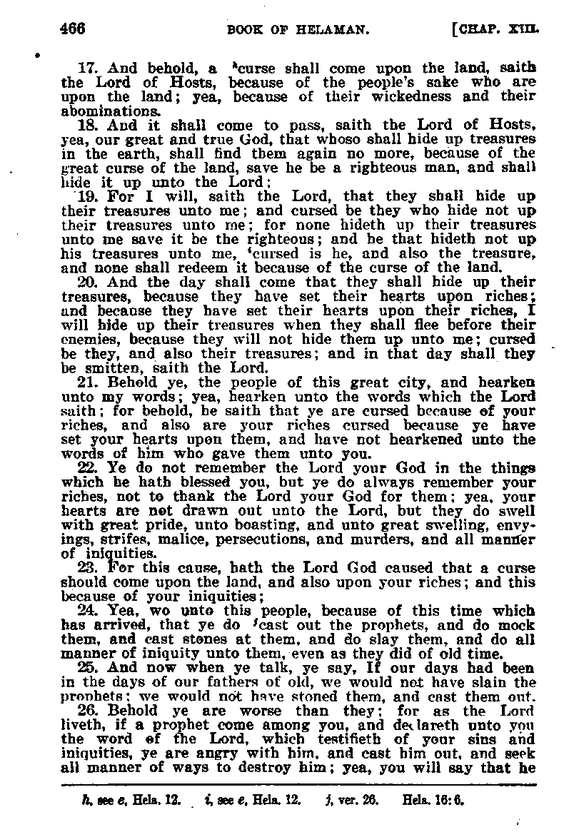 466 BOOK OF HELAMAN. [CHAP. XIII.
17. And behold, a ʰcurse shall come upon the land, saith
the Lord of Hosts, because of the people's sake who are
upon the land; yea, because of their wickedness and their
abominations.
18. And it shall come to pass, saith the Lord of Hosts,
yea, our great and true God, that whoso shall hide up treasures
in the earth, shall find them again no more, because of the
great curse of the land, save he be a righteous man, and shall
hide it up unto the Lord;
19. For I will, saith the Lord, that they shall hide up
their treasures unto me; and cursed be they who hide not up
their treasures unto me; for none hideth up their treasures
unto me save it be the righteous; and he that hideth not up
his treasures unto me, ⁱcursed is he, and also the treasure,
and none shall redeem it because of the curse of the land.
20. And the day shall come that they shall hide up their
treasures, because they have set their hearts upon riches;
and because they have set their hearts upon their riches, I
will hide up their treasures when they shall flee before their
enemies, because they will not hide them up unto me; cursed
be they, and also their treasures; and in that day shall they
be smitten, saith the Lord.
21. Behold ye, the people of this great city, and hearken
unto my words; yea, hearken unto the words which the Lord
saith; for behold, he saith that ye are cursed because of your
riches, and also are your riches cursed because ye have
set your hearts upon them, and have not hearkened unto the
words of him who gave them unto you.
22. Ye do not remember the Lord your God in the things
which he hath blessed you, but ye do always remember your
riches, not to thank the Lord your God for them; yea, your
hearts are not drawn out unto the Lord, but they do swell
with great pride, unto boasting, and unto great swelling, envy-
ings, strifes, malice, persecutions, and murders, and all manner
of iniquities.
23. For this cause, hath the Lord God caused that a curse
should come upon the land, and also upon your riches; and this
because of your iniquities;
24. Yea, wo unto this people, because of this time which
has arrived, that ye do ʲcast out the prophets, and do mock
them, and cast stones at them, and do slay them, and do all
manner of iniquity unto them, even as they did of old time.
25. And now when ye talk, ye say, If our days had been
in the days of our fathers of old, we would not have slain the
prophets; we would not have stoned them, and cast them out.
26. Behold ye are worse than they; for as the Lord
liveth, if a prophet come among you, and declareth unto you
the word of the Lord, which testifieth of your sins and
iniquities, ye are angry with him, and cast him out, and seek
all manner of ways to destroy him; yea, you will say that he
h, see e, Hela. 12. i, see e, Hela. 12. j, ver. 26. Hela. 16:6.